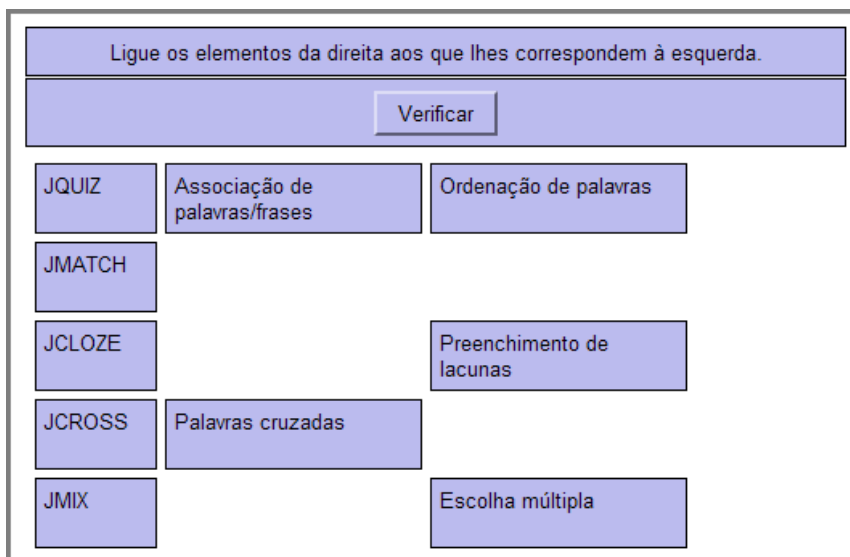 Ligue os elementos da direita aos que lhes correspondem à esquerda.
Verificar
JQUIZ
Associação de
palavras/frases
Ordenação de palavras
JMATCH
JCLOZE
Preenchimento de
lacunas
JCROSS
Palavras cruzadas
JMIX
Escolha múltipla